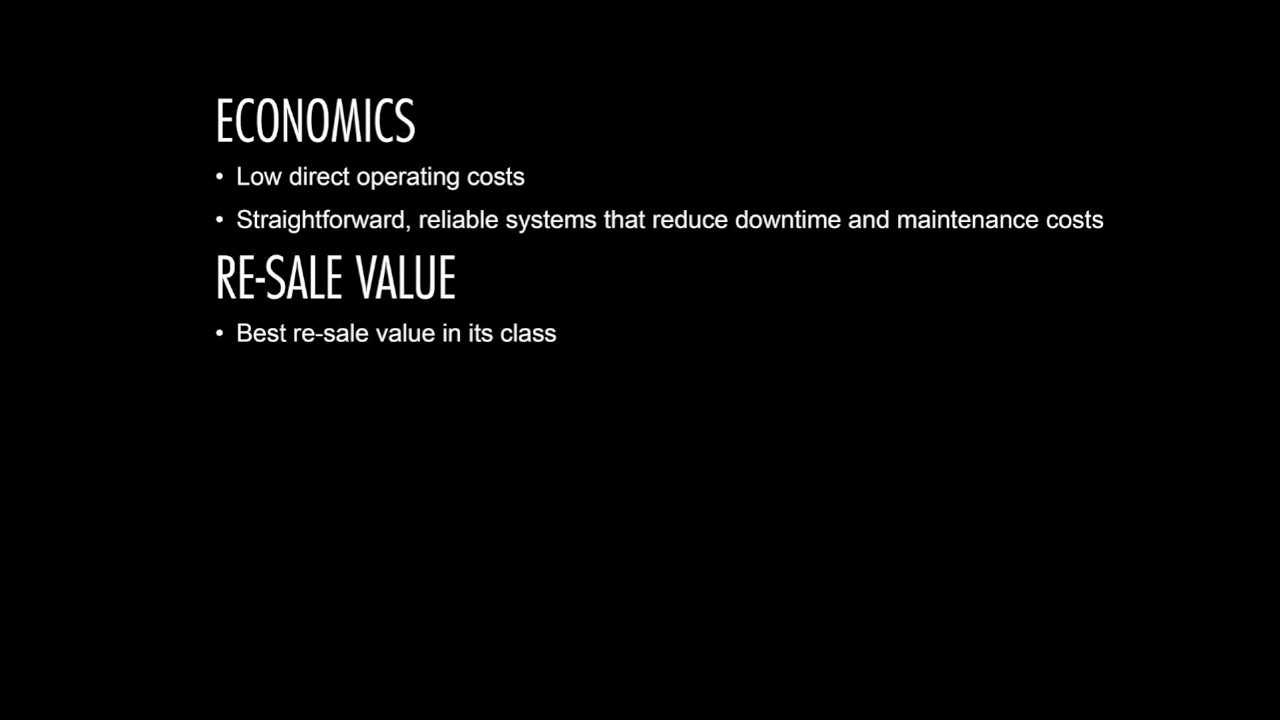 ECONOMICS
• Low direct operating costs
• Straightforward, reliable systems that reduce downtime and maintenance costs
RE-SALE VALUE
• Best re-sale value in its class